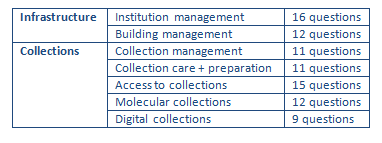 Infrastructure Institution management 16 questions
Building management 12 questions
Collections Collection management 11 questions
Collection care + preparation 11 questions
Access to collections 15 questions
Molecular collections 12 questions
Digital collections 9 questions